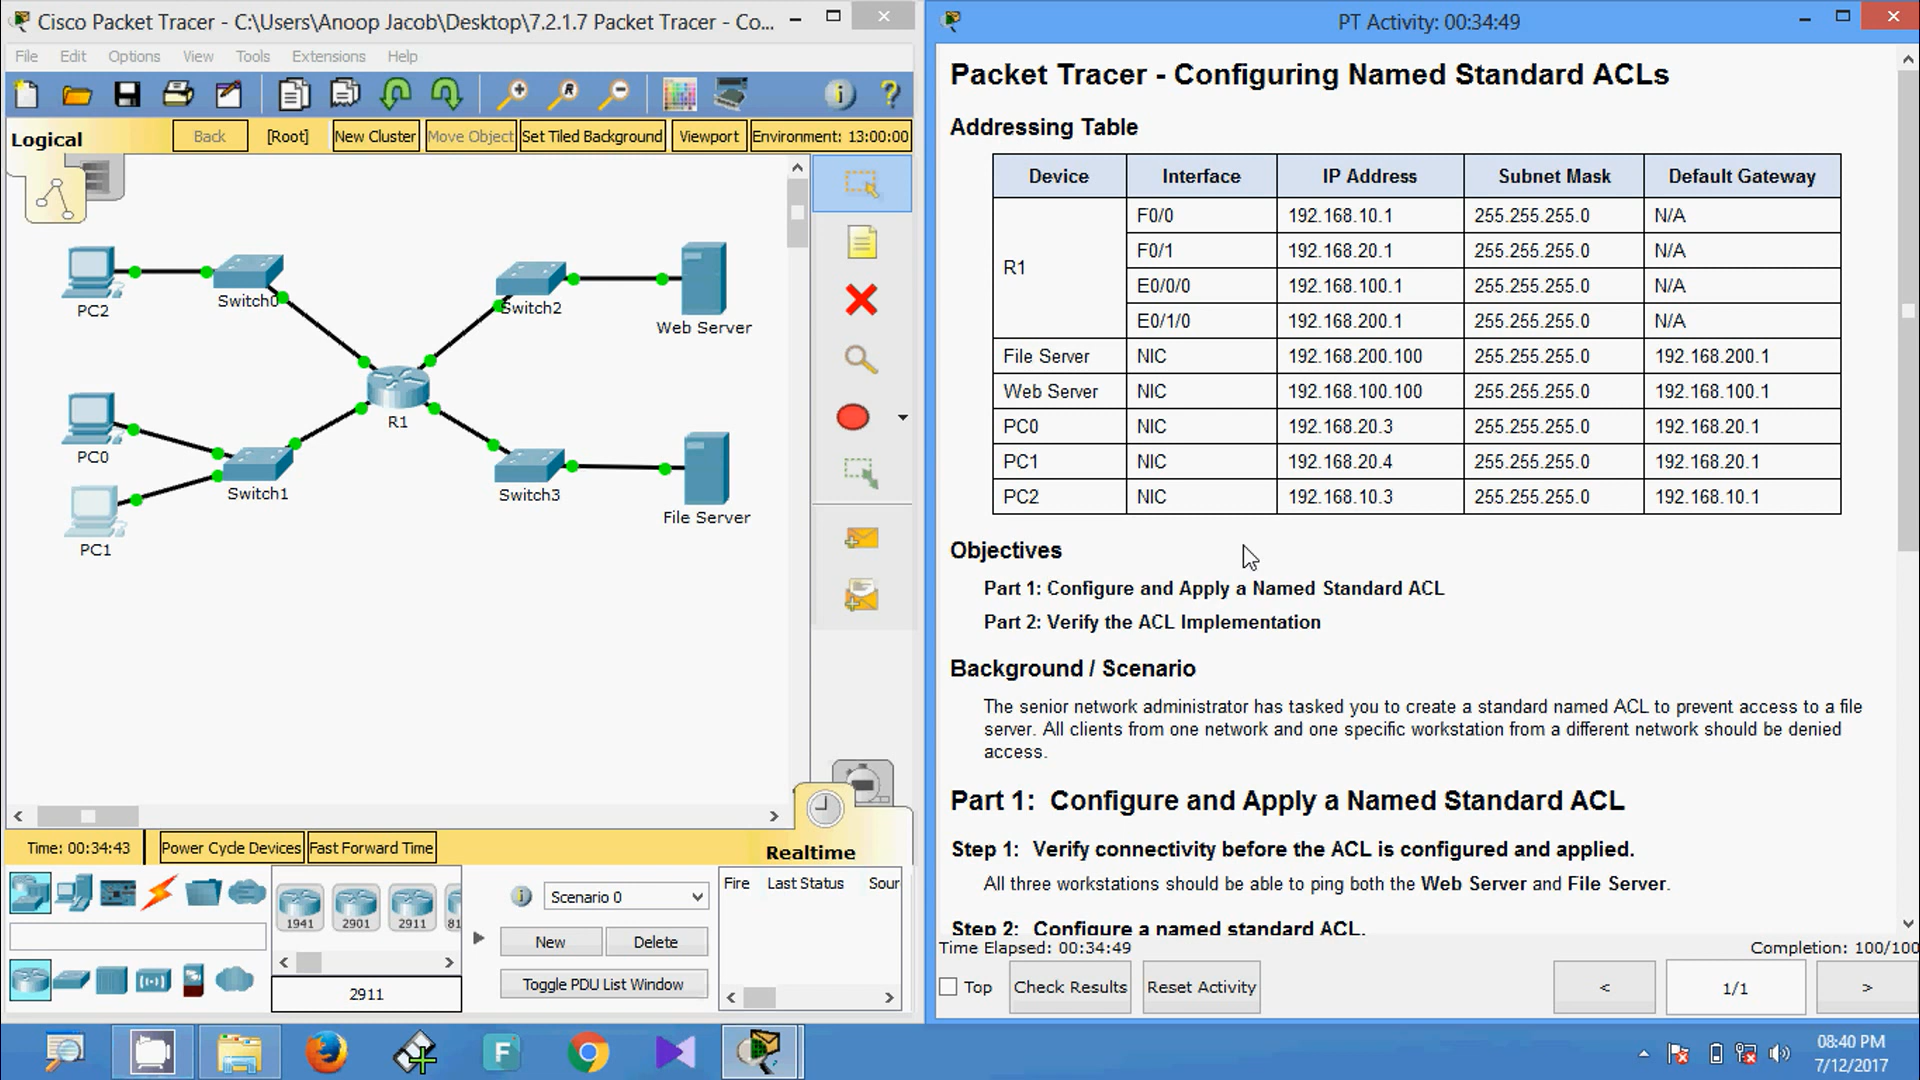 Cisco Packet Tracer - C:\Users\Anoop Jacob\Desktop\7.2.1.7 Packet Tracer - Co...
File Edit Options View Tools Extensions Help
Logical
Back
[Root]
New Cluster
Move Object
Set Tiled Background
Viewport
Environment: 13:00:00
PC2
Switch0
Switch2
Web Server
R1
PC0
Switch1
Switch3
File Server
PC1
Time: 00:34:43
Power Cycle Devices
Fast Forward Time
Realtime
1941
2901
2911
81
2911
Scenario 0
New
Delete
Toggle PDU List Window
Fire Last Status Sour
PT Activity: 00:34:49
Packet Tracer - Configuring Named Standard ACLs
Addressing Table
Device Interface IP Address Subnet Mask Default Gateway
R1
F0/0 192.168.10.1 255.255.255.0 N/A
F0/1 192.168.20.1 255.255.255.0 N/A
E0/0/0 192.168.100.1 255.255.255.0 N/A
E0/1/0 192.168.200.1 255.255.255.0 N/A
File Server NIC 192.168.200.100 255.255.255.0 192.168.200.1
Web Server NIC 192.168.100.100 255.255.255.0 192.168.100.1
PC0 NIC 192.168.20.3 255.255.255.0 192.168.20.1
PC1 NIC 192.168.20.4 255.255.255.0 192.168.20.1
PC2 NIC 192.168.10.3 255.255.255.0 192.168.10.1
Objectives
Part 1: Configure and Apply a Named Standard ACL
Part 2: Verify the ACL Implementation
Background / Scenario
The senior network administrator has tasked you to create a standard named ACL to prevent access to a file
server. All clients from one network and one specific workstation from a different network should be denied
access.
Part 1: Configure and Apply a Named Standard ACL
Step 1: Verify connectivity before the ACL is configured and applied.
All three workstations should be able to ping both the Web Server and File Server.
Step 2: Configure a named standard ACL.
Time Elapsed: 00:34:49
Completion: 100/100
Top
Check Results
Reset Activity
<
1/1
>
08:40 PM
7/12/2017